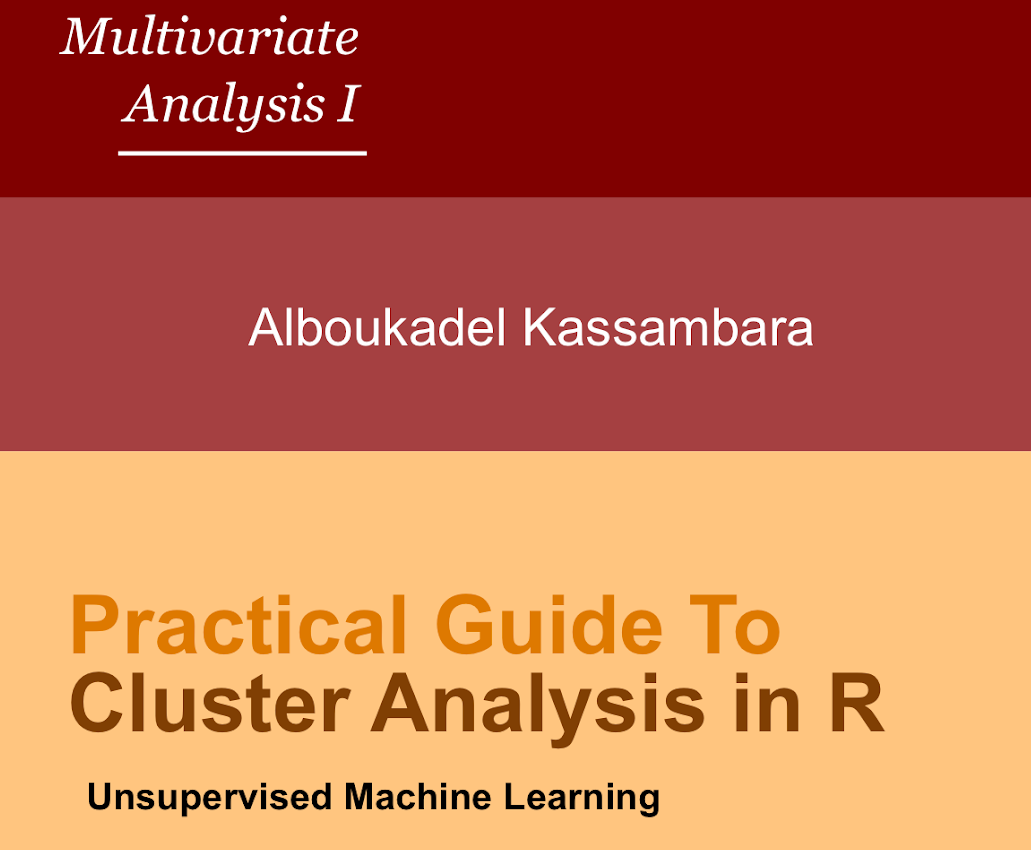 Multivariate
Analysis I
Alboukadel Kassambara
Practical Guide To
Cluster Analysis in R
Unsupervised Machine Learning